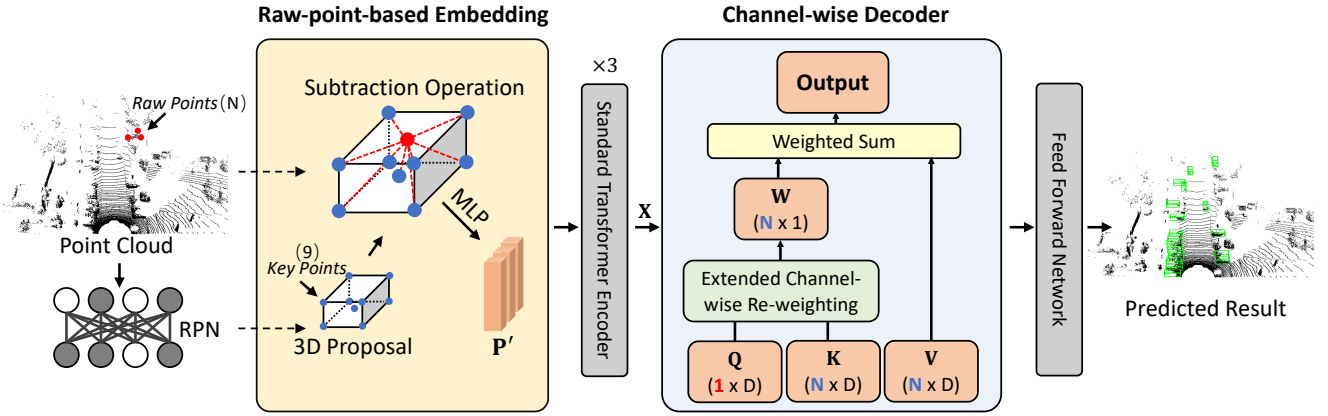 Raw-point-based Embedding
Channel-wise Decoder
Raw Points(N)
Point Cloud
RPN
Subtraction Operation
MLP
(9)
Key Points
3D Proposal
P′
×3
Standard Transformer Encoder
X
Output
Weighted Sum
W
(N x 1)
Extended Channel-
wise Re-weighting
Q
(1 x D)
K
(N x D)
V
(N x D)
Feed Forward Network
Predicted Result